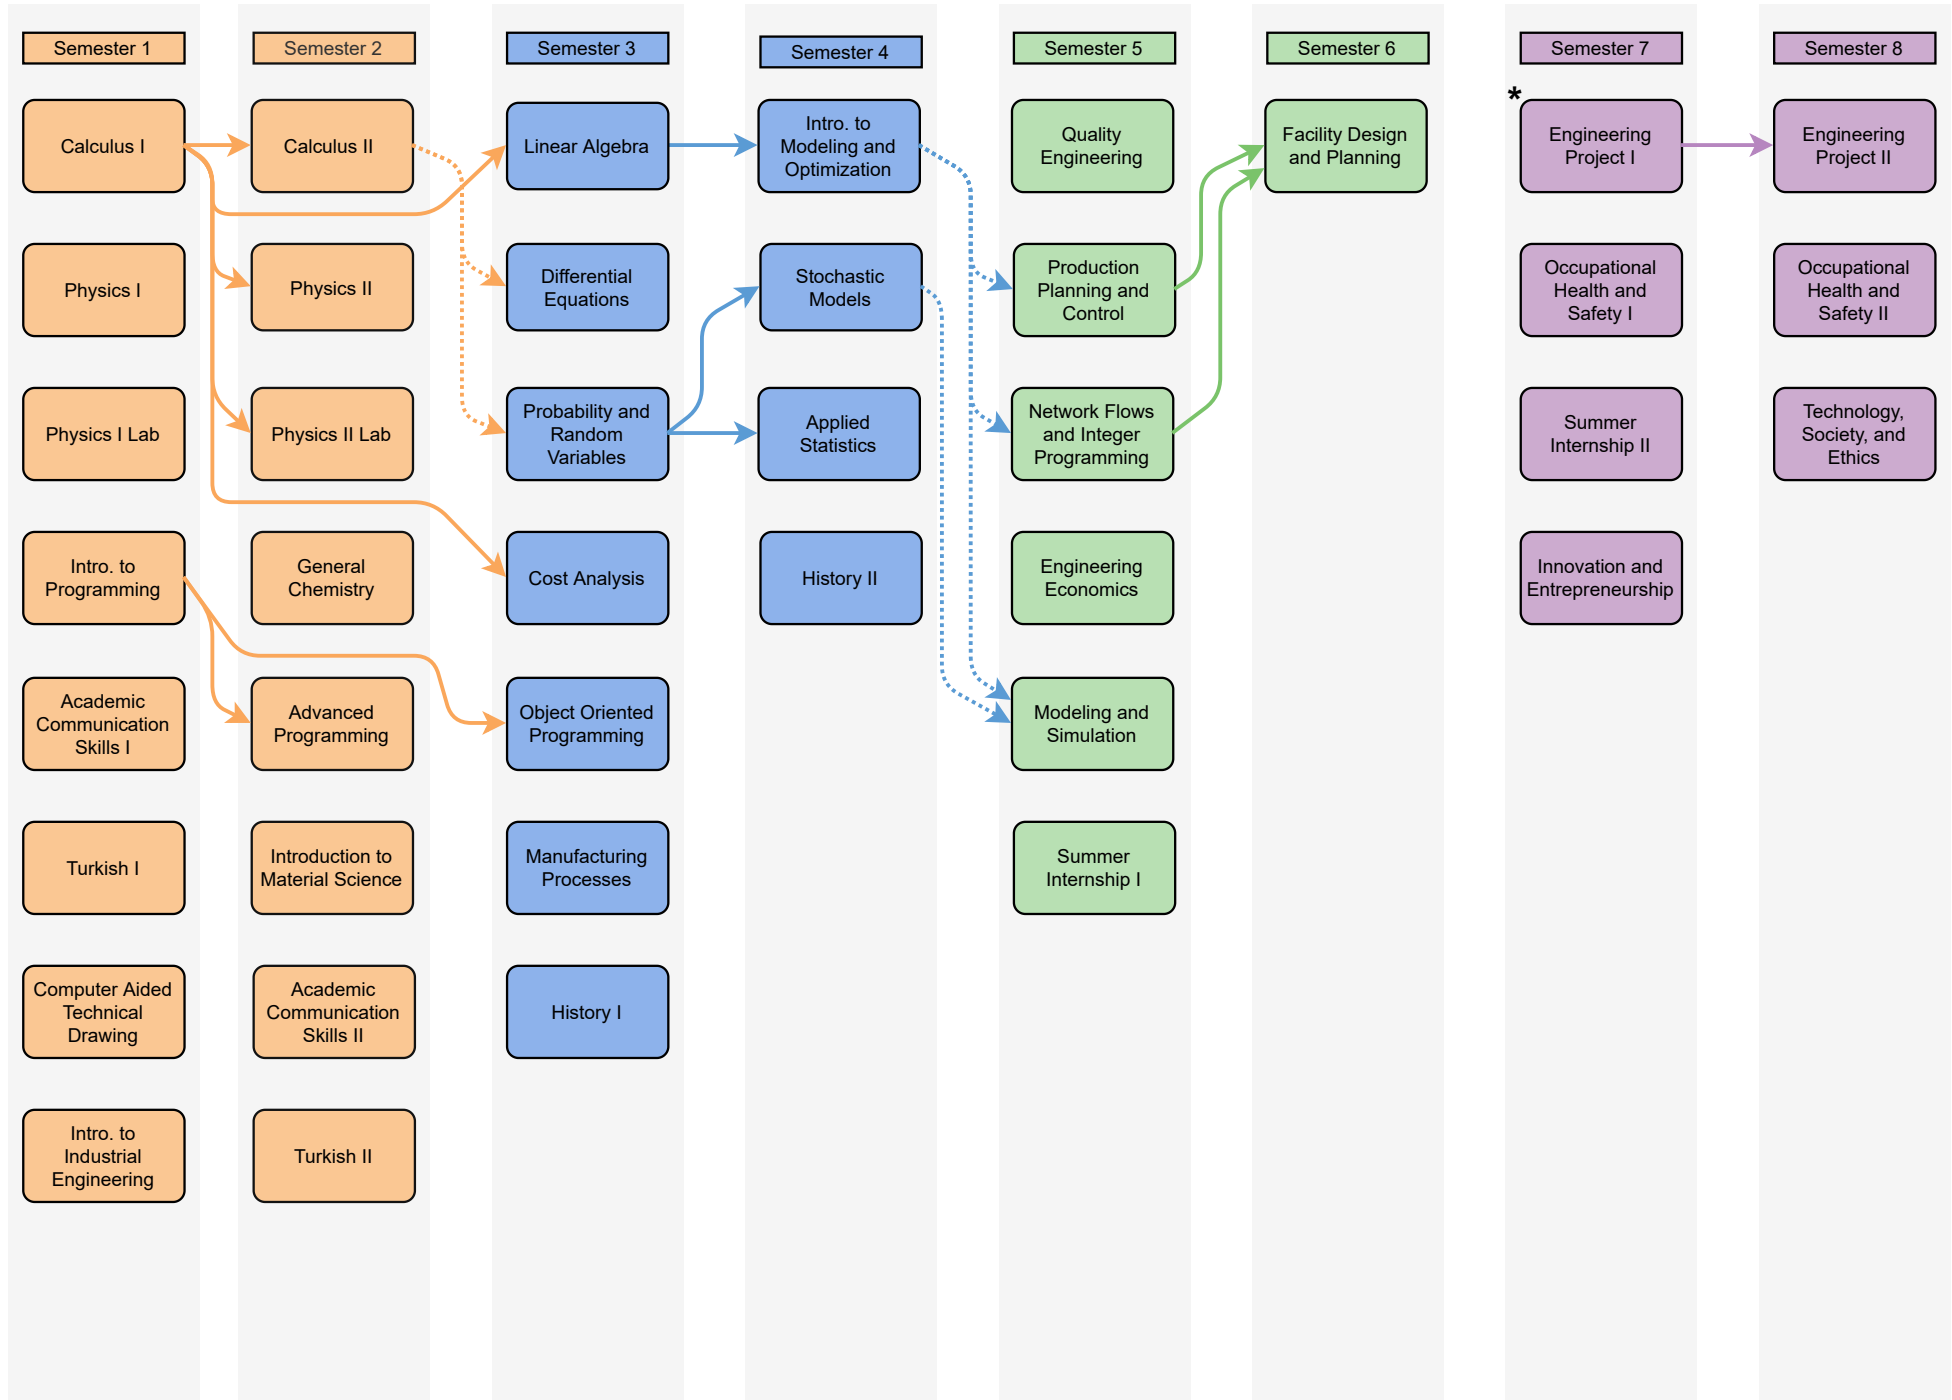 Semester 1
Calculus I
Physics I
Physics I Lab
Intro. to
Programming
Academic
Communication
Skills I
Turkish I
Computer Aided
Technical
Drawing
Intro. to
Industrial
Engineering
Semester 2
Calculus II
Physics II
Physics II Lab
General
Chemistry
Advanced
Programming
Introduction to
Material Science
Academic
Communication
Skills II
Turkish II
Semester 3
Linear Algebra
Differential
Equations
Probability and
Random
Variables
Cost Analysis
Object Oriented
Programming
Manufacturing
Processes
History I
Semester 4
Intro. to
Modeling and
Optimization
Stochastic
Models
Applied
Statistics
History II
Semester 5
Quality
Engineering
Production
Planning and
Control
Network Flows
and Integer
Programming
Engineering
Economics
Modeling and
Simulation
Summer
Internship I
Semester 6
Facility Design
and Planning
Semester 7
*
Engineering
Project I
Occupational
Health and
Safety I
Summer
Internship II
Innovation and
Entrepreneurship
Semester 8
Engineering
Project II
Occupational
Health and
Safety II
Technology,
Society, and
Ethics